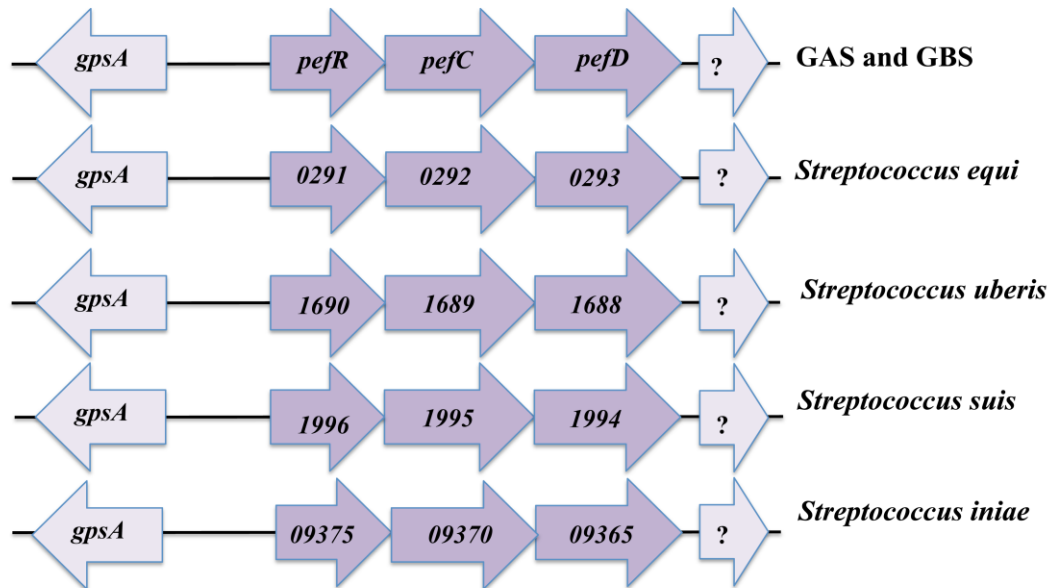 gpsA pefR pefC pefD ? GAS and GBS
gpsA 0291 0292 0293 ? Streptococcus equi
gpsA 1690 1689 1688 ? Streptococcus uberis
gpsA 1996 1995 1994 ? Streptococcus suis
gpsA 09375 09370 09365 ? Streptococcus iniae